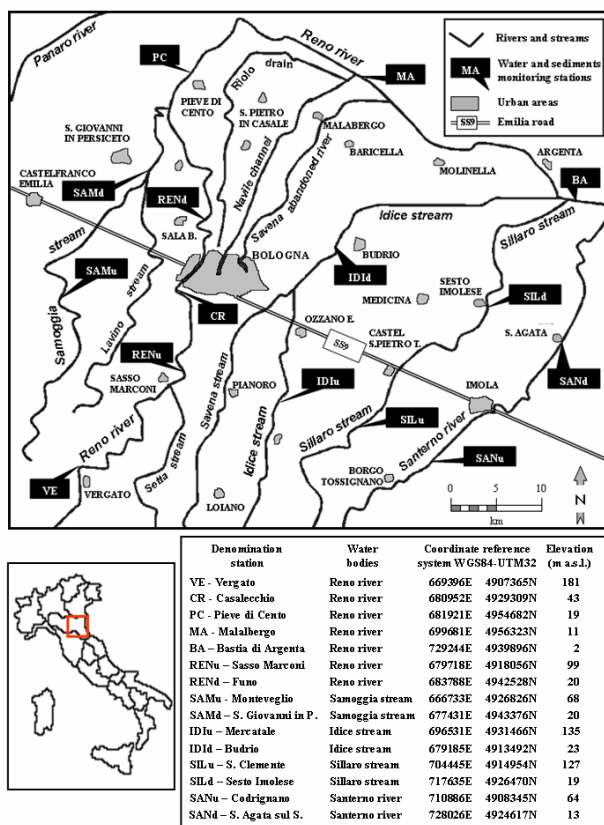 Panaro river
PC
Reno river
Riolo
drain
MA
Rivers and streams
MA
Water and sediments
monitoring stations
Urban areas
SS9
Emilia road
PIEVE DI
CENTO
S. PIETRO
IN CASALE
MALABERGO
BARICELLA
MOLINELLA
ARGENTA
BA
S. GIOVANNI
IN PERSICETO
Navile channel
Savena abandoned river
CASTELFRANCO
EMILIA
SAMd
RENd
SALA B.
BOLOGNA
Idice stream
Sillaro stream
BUDRIO
IDId
MEDICINA
SESTO
IMOLESE
SILd
stream
SAMu
Samoggia
Lavino
stream
CR
OZZANO E.
SS9
CASTEL
S.PIETRO T.
S. AGATA
SANd
RENu
SASSO
MARCONI
Savena stream
PIANORO
IDIu
IMOLA
Reno river
Setta stream
Idice stream
Sillaro stream
SILu
Santerno river
SANu
VE
VERGATO
LOIANO
BORGO
TOSSIGNANO
0 5 10
km
N
Denomination Water Coordinate reference Elevation
station bodies system WGS84-UTM32 (m a.s.l.)
VE - Vergato Reno river 669396E 4907365N 181
CR - Casalecchio Reno river 680952E 4929309N 43
PC - Pieve di Cento Reno river 681921E 4954682N 19
MA - Malalbergo Reno river 699681E 4956323N 11
BA – Bastia di Argenta Reno river 729244E 4939896N 2
RENu – Sasso Marconi Reno river 679718E 4918056N 99
RENd – Funo Reno river 683788E 4942528N 20
SAMu - Monteveglio Samoggia stream 666733E 4926826N 68
SAMd – S. Giovanni in P. Samoggia stream 677431E 4943376N 20
IDIu – Mercatale Idice stream 696531E 4931466N 135
IDId – Budrio Idice stream 679185E 4913492N 23
SILu – S. Clemente Sillaro stream 704445E 4914954N 127
SILd – Sesto Imolese Sillaro stream 717635E 4926470N 19
SANu – Codrignano Santerno river 710886E 4908345N 64
SANd – S. Agata sul S. Santerno river 728026E 4924617N 13